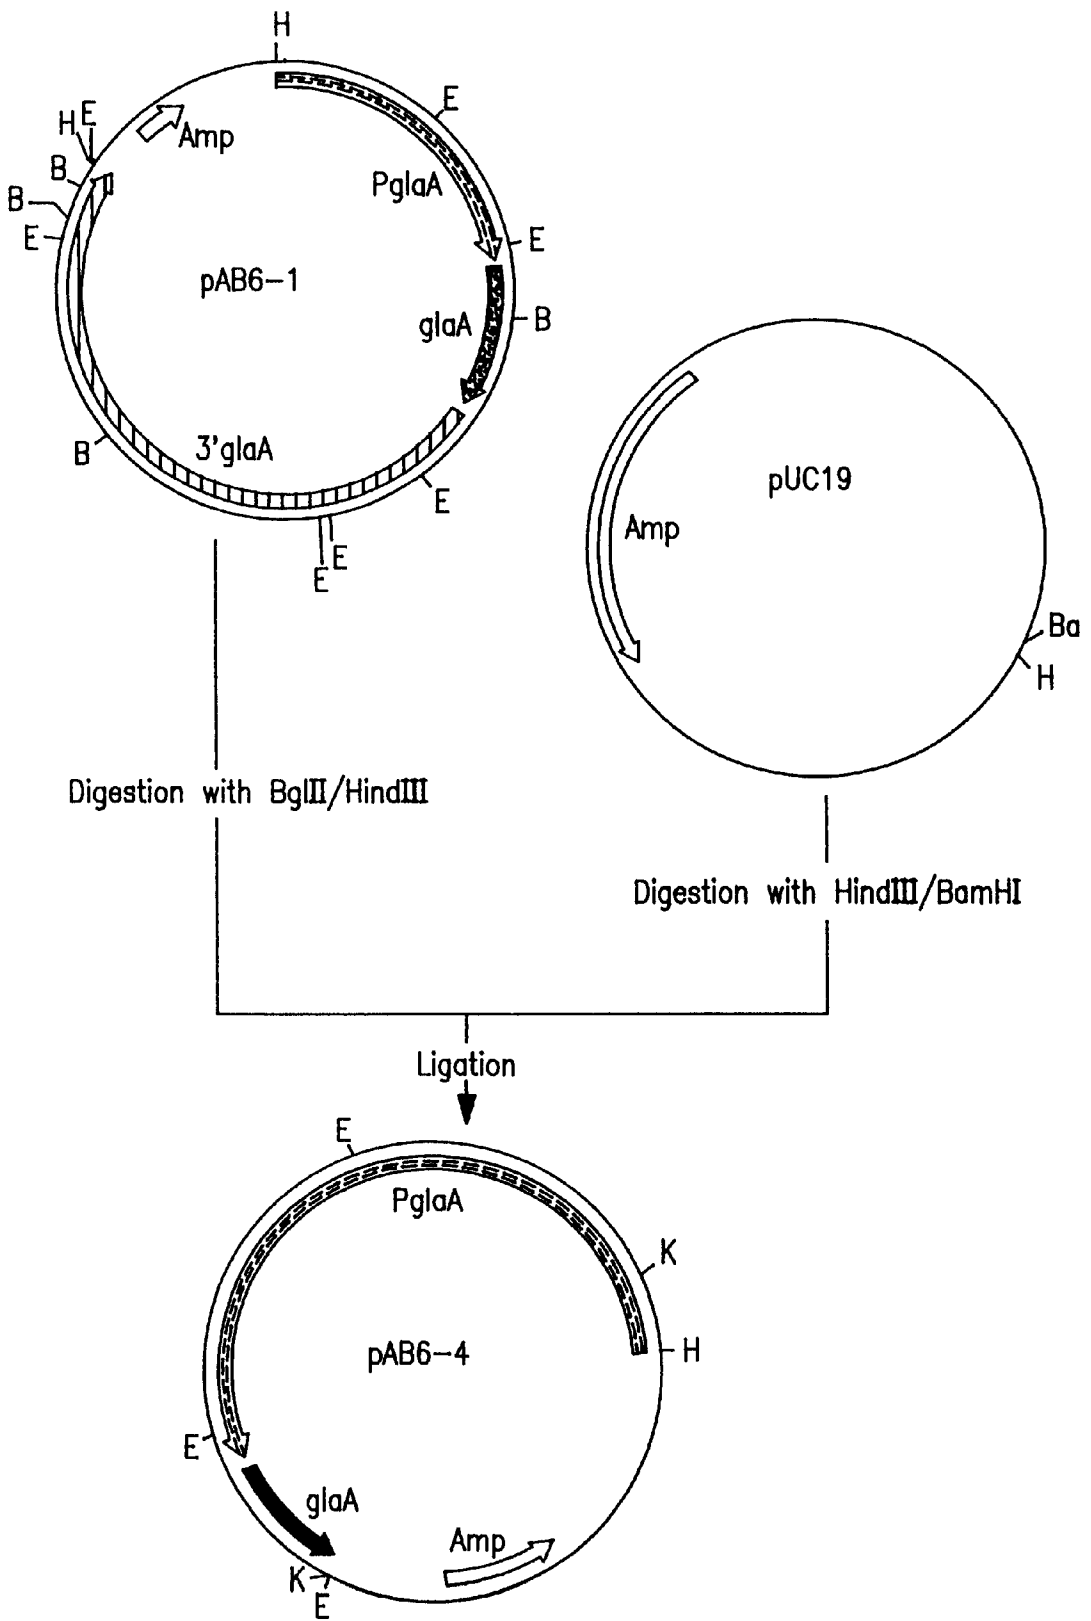 H
E
PglaA
E
B
glaA
E
E
E
3'glaA
B
E
B
B
H
E
Amp
pAB6-1
pUC19
Amp
Ba
H
Digestion with BglII/HindIII
Digestion with HindIII/BamHI
Ligation
E
PglaA
K
H
pAB6-4
E
glaA
Amp
K
E